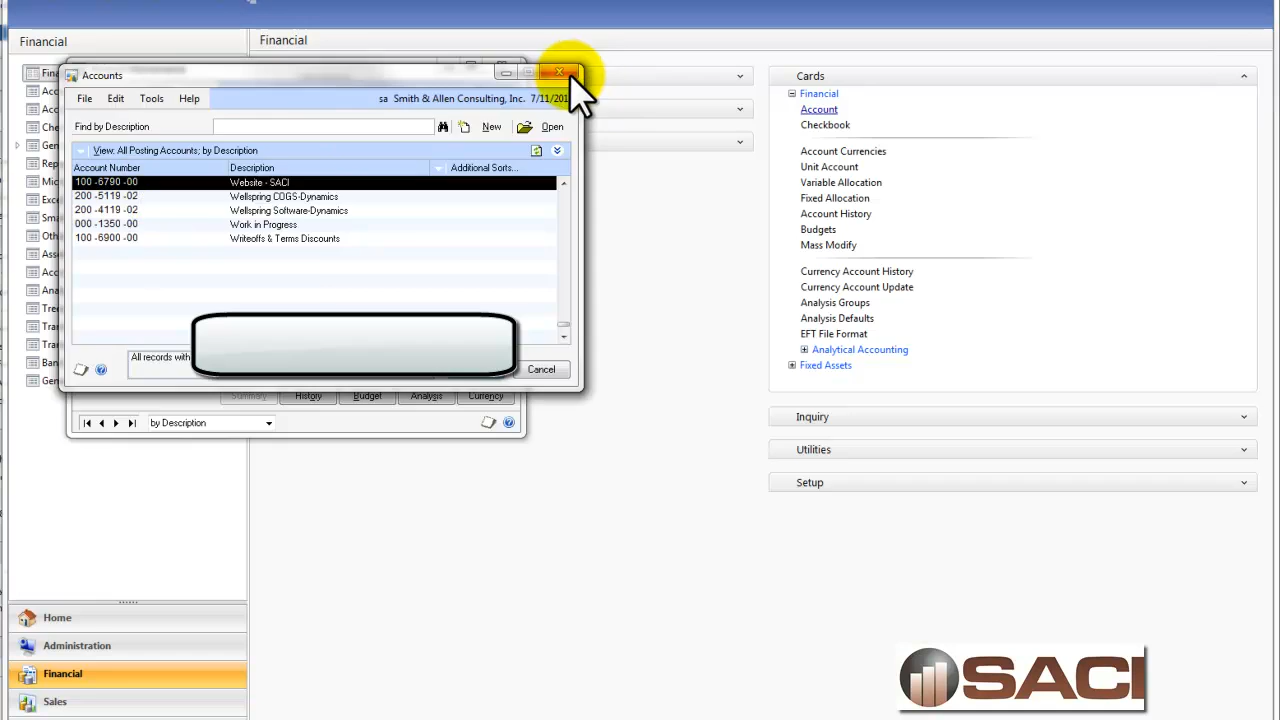 Financial
Financial
Accounts
File Edit Tools Help
sa Smith & Allen Consulting, Inc. 7/11/201
Find by Description
New Open
View: All Posting Accounts; by Description
Account Number Description Additional Sorts...
100 -6790 -00 Website - SACI
200 -5119 -02 Wellspring COGS-Dynamics
200 -4119 -02 Wellspring Software-Dynamics
000 -1350 -00 Work in Progress
100 -6900 -00 Writeoffs & Terms Discounts
All records with
Cancel
Summary History Budget Analysis Currency
by Description
Cards
Financial
Account
Checkbook
Account Currencies
Unit Account
Variable Allocation
Fixed Allocation
Account History
Budgets
Mass Modify
Currency Account History
Currency Account Update
Analysis Groups
Analysis Defaults
EFT File Format
Analytical Accounting
Fixed Assets
Inquiry
Utilities
Setup
Home
Administration
Financial
Sales
SACI